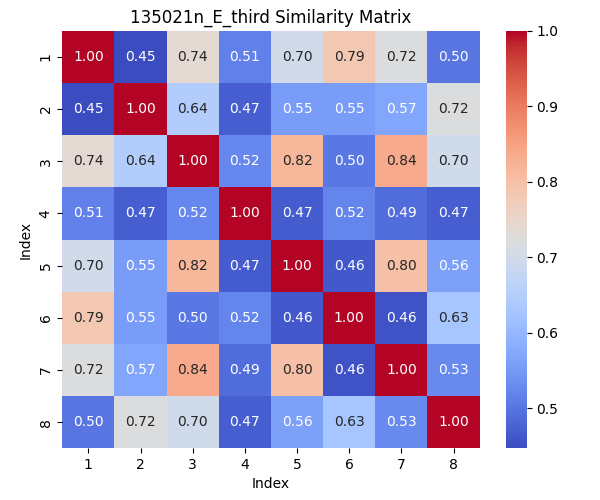 135021n_E_third Similarity Matrix
1 1.00 0.45 0.74 0.51 0.70 0.79 0.72 0.50
2 0.45 1.00 0.64 0.47 0.55 0.55 0.57 0.72
3 0.74 0.64 1.00 0.52 0.82 0.50 0.84 0.70
4 0.51 0.47 0.52 1.00 0.47 0.52 0.49 0.47
5 0.70 0.55 0.82 0.47 1.00 0.46 0.80 0.56
6 0.79 0.55 0.50 0.52 0.46 1.00 0.46 0.63
7 0.72 0.57 0.84 0.49 0.80 0.46 1.00 0.53
8 0.50 0.72 0.70 0.47 0.56 0.63 0.53 1.00
1 2 3 4 5 6 7 8
Index
Index
1.0
0.9
0.8
0.7
0.6
0.5